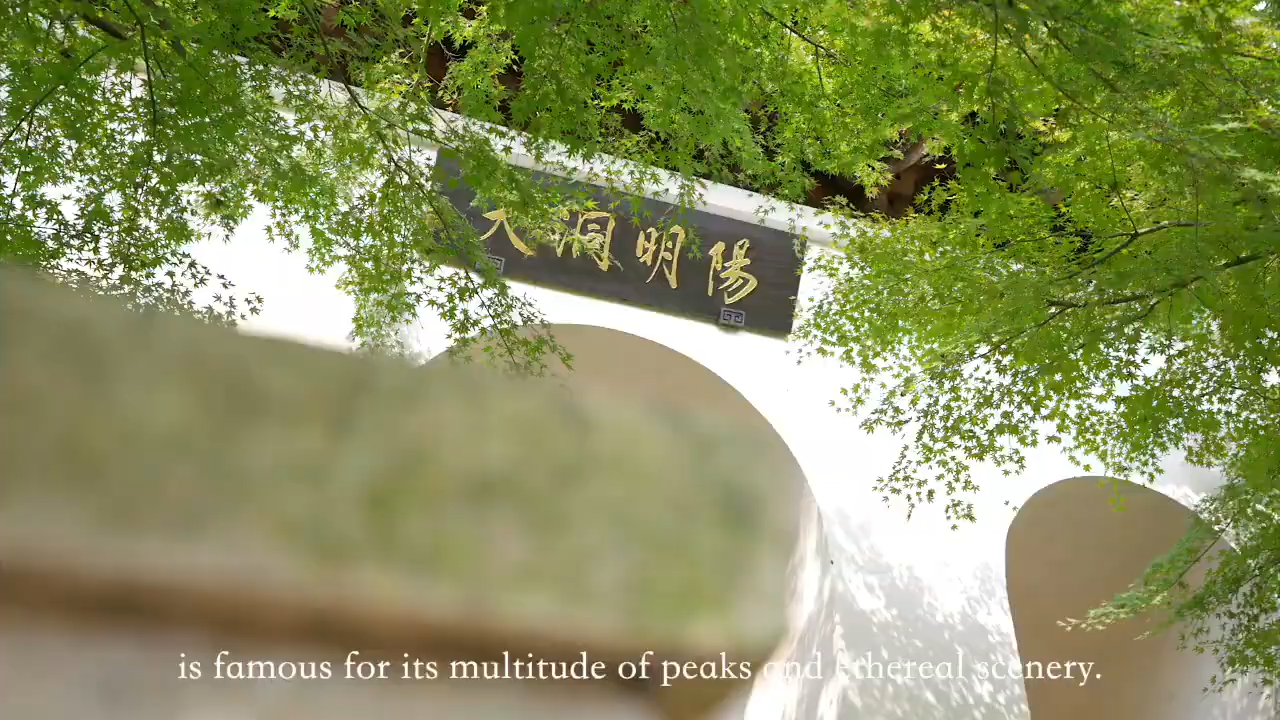 陽明洞天
is famous for its multitude of peaks and ethereal scenery.